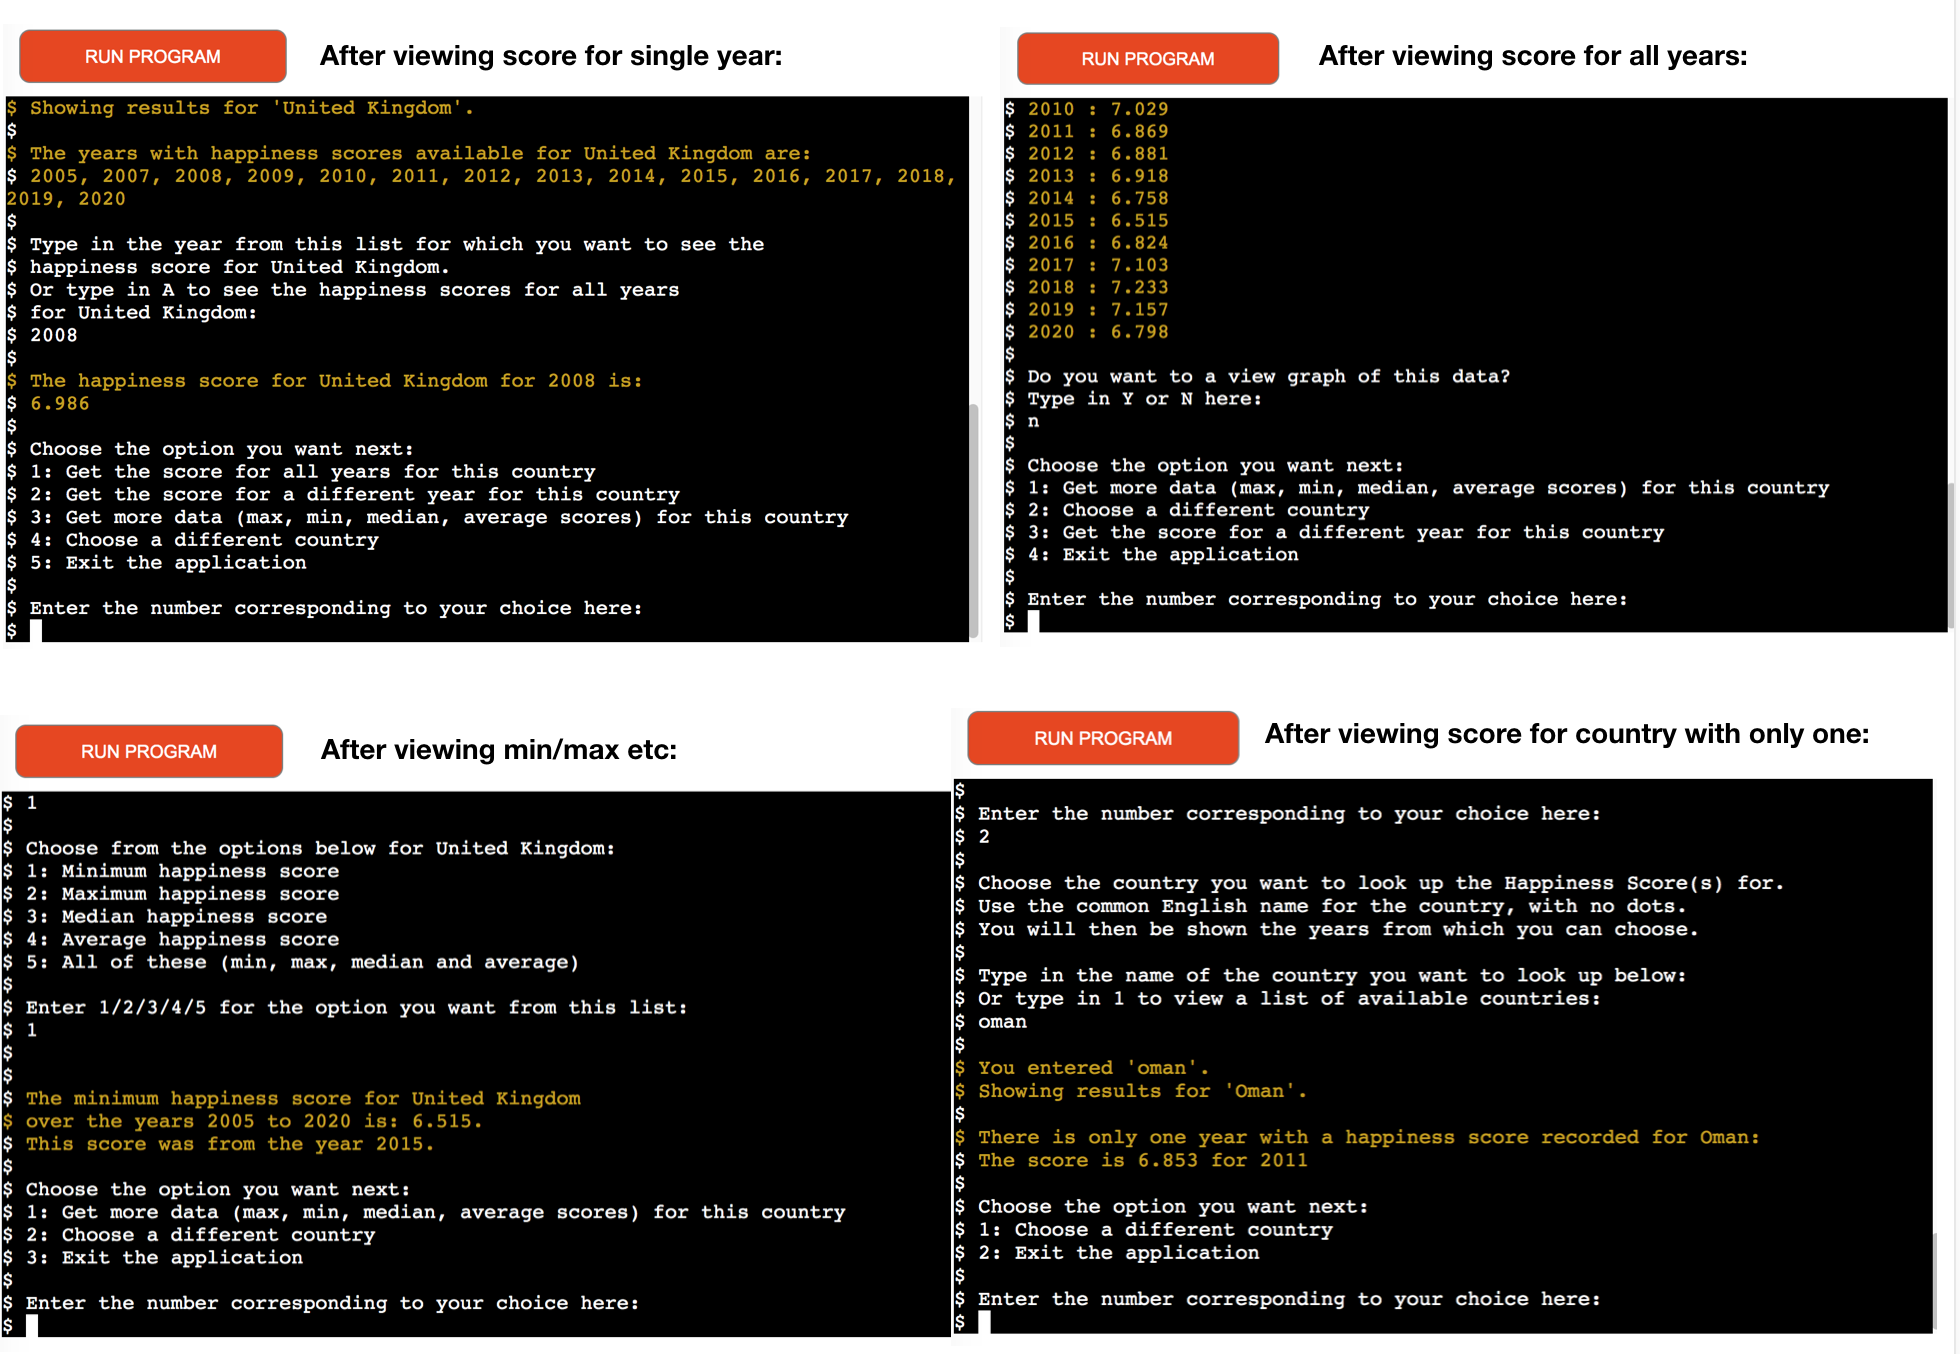 RUN PROGRAM
After viewing score for single year:
$ Showing results for 'United Kingdom'.
$
$ The years with happiness scores available for United Kingdom are:
$ 2005, 2007, 2008, 2009, 2010, 2011, 2012, 2013, 2014, 2015, 2016, 2017, 2018,
2019, 2020
$
$ Type in the year from this list for which you want to see the
$ happiness score for United Kingdom.
$ Or type in A to see the happiness scores for all years
$ for United Kingdom:
$ 2008
$
$ The happiness score for United Kingdom for 2008 is:
$ 6.986
$
$ Choose the option you want next:
$ 1: Get the score for all years for this country
$ 2: Get the score for a different year for this country
$ 3: Get more data (max, min, median, average scores) for this country
$ 4: Choose a different country
$ 5: Exit the application
$
$ Enter the number corresponding to your choice here:
$
RUN PROGRAM
After viewing score for all years:
$ 2010 : 7.029
$ 2011 : 6.869
$ 2012 : 6.881
$ 2013 : 6.918
$ 2014 : 6.758
$ 2015 : 6.515
$ 2016 : 6.824
$ 2017 : 7.103
$ 2018 : 7.233
$ 2019 : 7.157
$ 2020 : 6.798
$
$ Do you want to a view graph of this data?
$ Type in Y or N here:
$ n
$
$ Choose the option you want next:
$ 1: Get more data (max, min, median, average scores) for this country
$ 2: Choose a different country
$ 3: Get the score for a different year for this country
$ 4: Exit the application
$
$ Enter the number corresponding to your choice here:
$
RUN PROGRAM
After viewing min/max etc:
$ 1
$
$ Choose from the options below for United Kingdom:
$ 1: Minimum happiness score
$ 2: Maximum happiness score
$ 3: Median happiness score
$ 4: Average happiness score
$ 5: All of these (min, max, median and average)
$
$ Enter 1/2/3/4/5 for the option you want from this list:
$ 1
$
$
$ The minimum happiness score for United Kingdom
$ over the years 2005 to 2020 is: 6.515.
$ This score was from the year 2015.
$
$ Choose the option you want next:
$ 1: Get more data (max, min, median, average scores) for this country
$ 2: Choose a different country
$ 3: Exit the application
$
$ Enter the number corresponding to your choice here:
$
RUN PROGRAM
After viewing score for country with only one:
$
$ Enter the number corresponding to your choice here:
$ 2
$
$ Choose the country you want to look up the Happiness Score(s) for.
$ Use the common English name for the country, with no dots.
$ You will then be shown the years from which you can choose.
$
$ Type in the name of the country you want to look up below:
$ Or type in 1 to view a list of available countries:
$ oman
$
$ You entered 'oman'.
$ Showing results for 'Oman'.
$
$ There is only one year with a happiness score recorded for Oman:
$ The score is 6.853 for 2011
$
$ Choose the option you want next:
$ 1: Choose a different country
$ 2: Exit the application
$
$ Enter the number corresponding to your choice here:
$